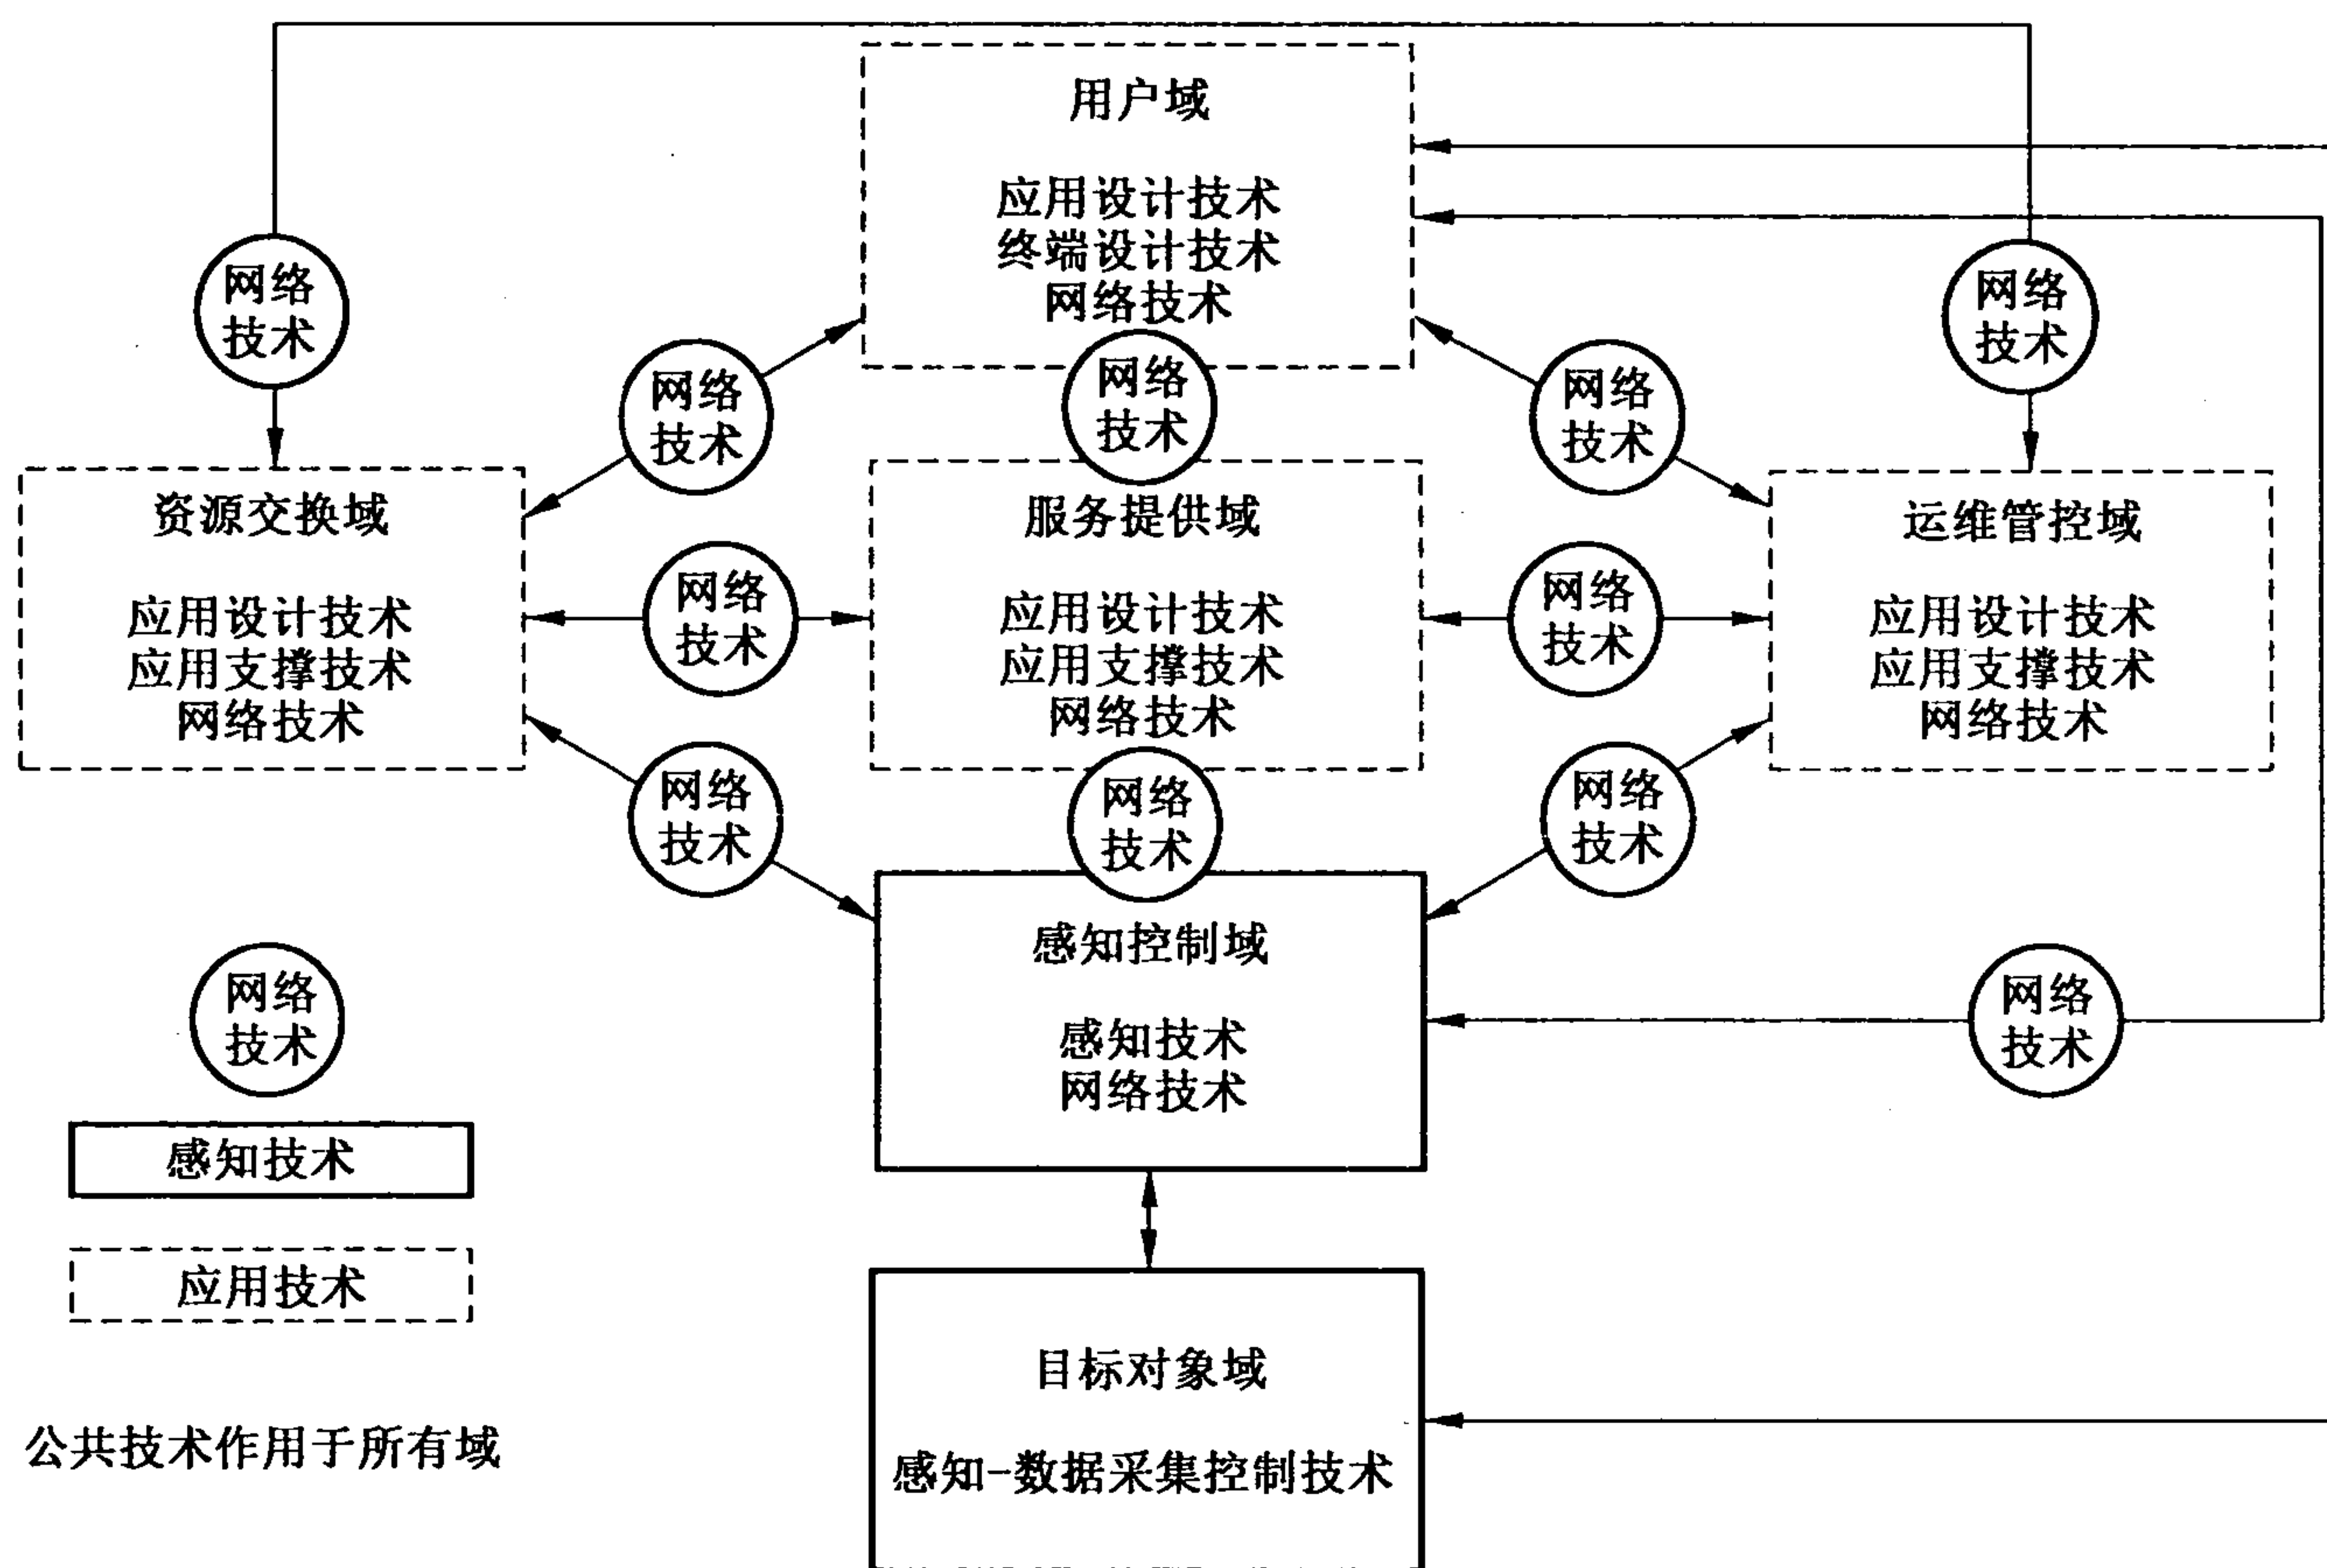 用户域
应用设计技术
终端设计技术
网络技术
网络
技术
网络
技术
网络
技术
网络
技术
网络
技术
资源交换域
应用设计技术
应用支撑技术
网络技术
网络
技术
服务提供域
应用设计技术
应用支撑技术
网络技术
网络
技术
运维管控域
应用设计技术
应用支撑技术
网络技术
网络
技术
网络
技术
网络
技术
感知控制域
感知技术
网络技术
网络
技术
网络
技术
感知技术
应用技术
公共技术作用于所有域
目标对象域
感知-数据采集控制技术